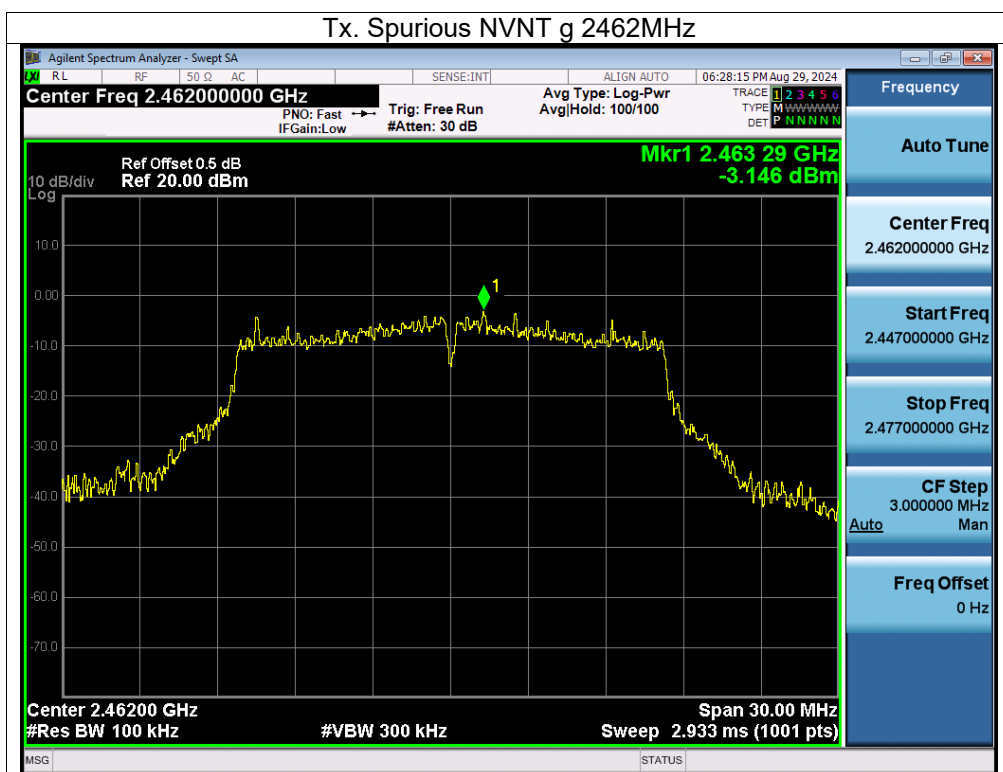 Tx. Spurious NVNT g 2462MHz
Agilent Spectrum Analyzer - Swept SA
LXI RL RF 50 Ω AC SENSE:INT ALIGN AUTO 06:28:15 PM Aug 29, 2024
Center Freq 2.462000000 GHz
PNO: Fast
IFGain:Low
Trig: Free Run
#Atten: 30 dB
Avg Type: Log-Pwr
Avg|Hold: 100/100
TRACE 1 2 3 4 5 6
TYPE M WWWWW
DET P N N N N N
Ref Offset 0.5 dB
10 dB/div Ref 20.00 dBm
Log
Mkr1 2.463 29 GHz
-3.146 dBm
10.0
0.00
-10.0
-20.0
-30.0
-40.0
-50.0
-60.0
-70.0
1
Center 2.46200 GHz Span 30.00 MHz
#Res BW 100 kHz #VBW 300 kHz Sweep 2.933 ms (1001 pts)
MSG STATUS
Frequency
Auto Tune
Center Freq
2.462000000 GHz
Start Freq
2.447000000 GHz
Stop Freq
2.477000000 GHz
CF Step
3.000000 MHz
Auto Man
Freq Offset
0 Hz